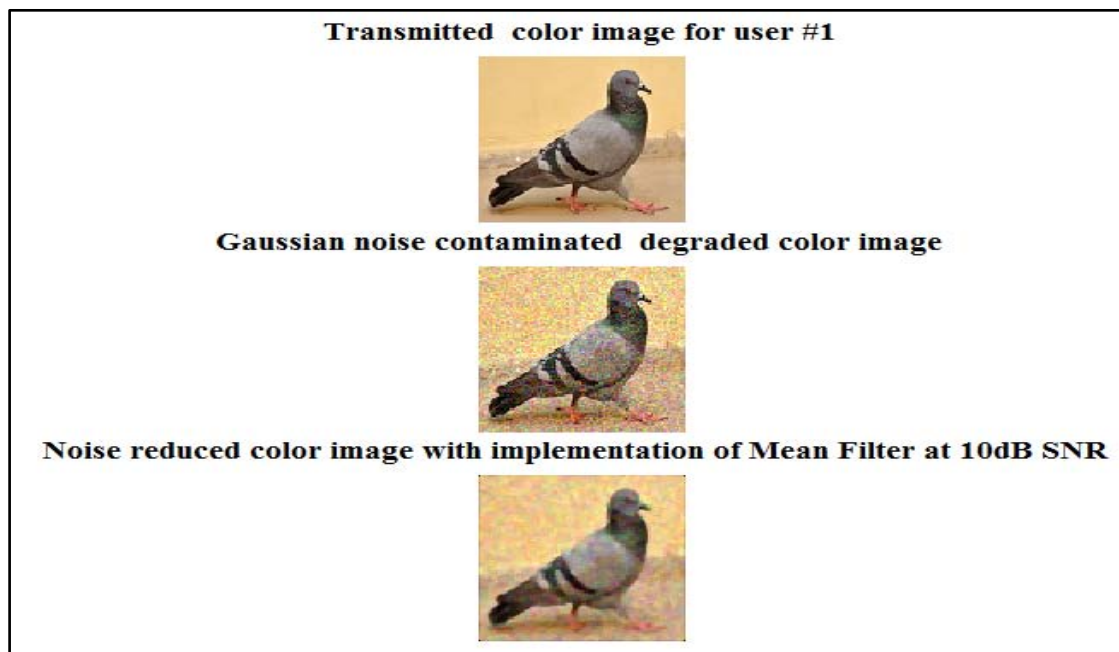 Transmitted color image for user #1
Gaussian noise contaminated degraded color image
Noise reduced color image with implementation of Mean Filter at 10dB SNR